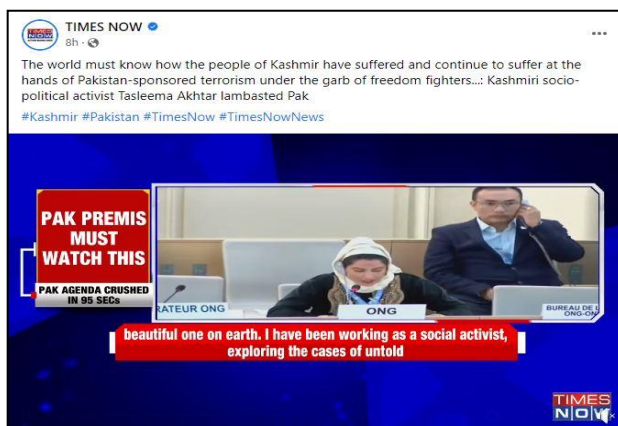 TIMES NOW
8h
The world must know how the people of Kashmir have suffered and continue to suffer at the
hands of Pakistan-sponsored terrorism under the garb of freedom fighters...: Kashmiri socio-
political activist Tasleema Akhtar lambasted Pak
#Kashmir #Pakistan #TimesNow #TimesNowNews
PAK PREMIS
MUST
WATCH THIS
PAK AGENDA CRUSHED
IN 95 SECs
RATEUR ONG
ONG
BUREAU DE L
ONG-ON
beautiful one on earth. I have been working as a social activist,
exploring the cases of untold
TIMES
NOW